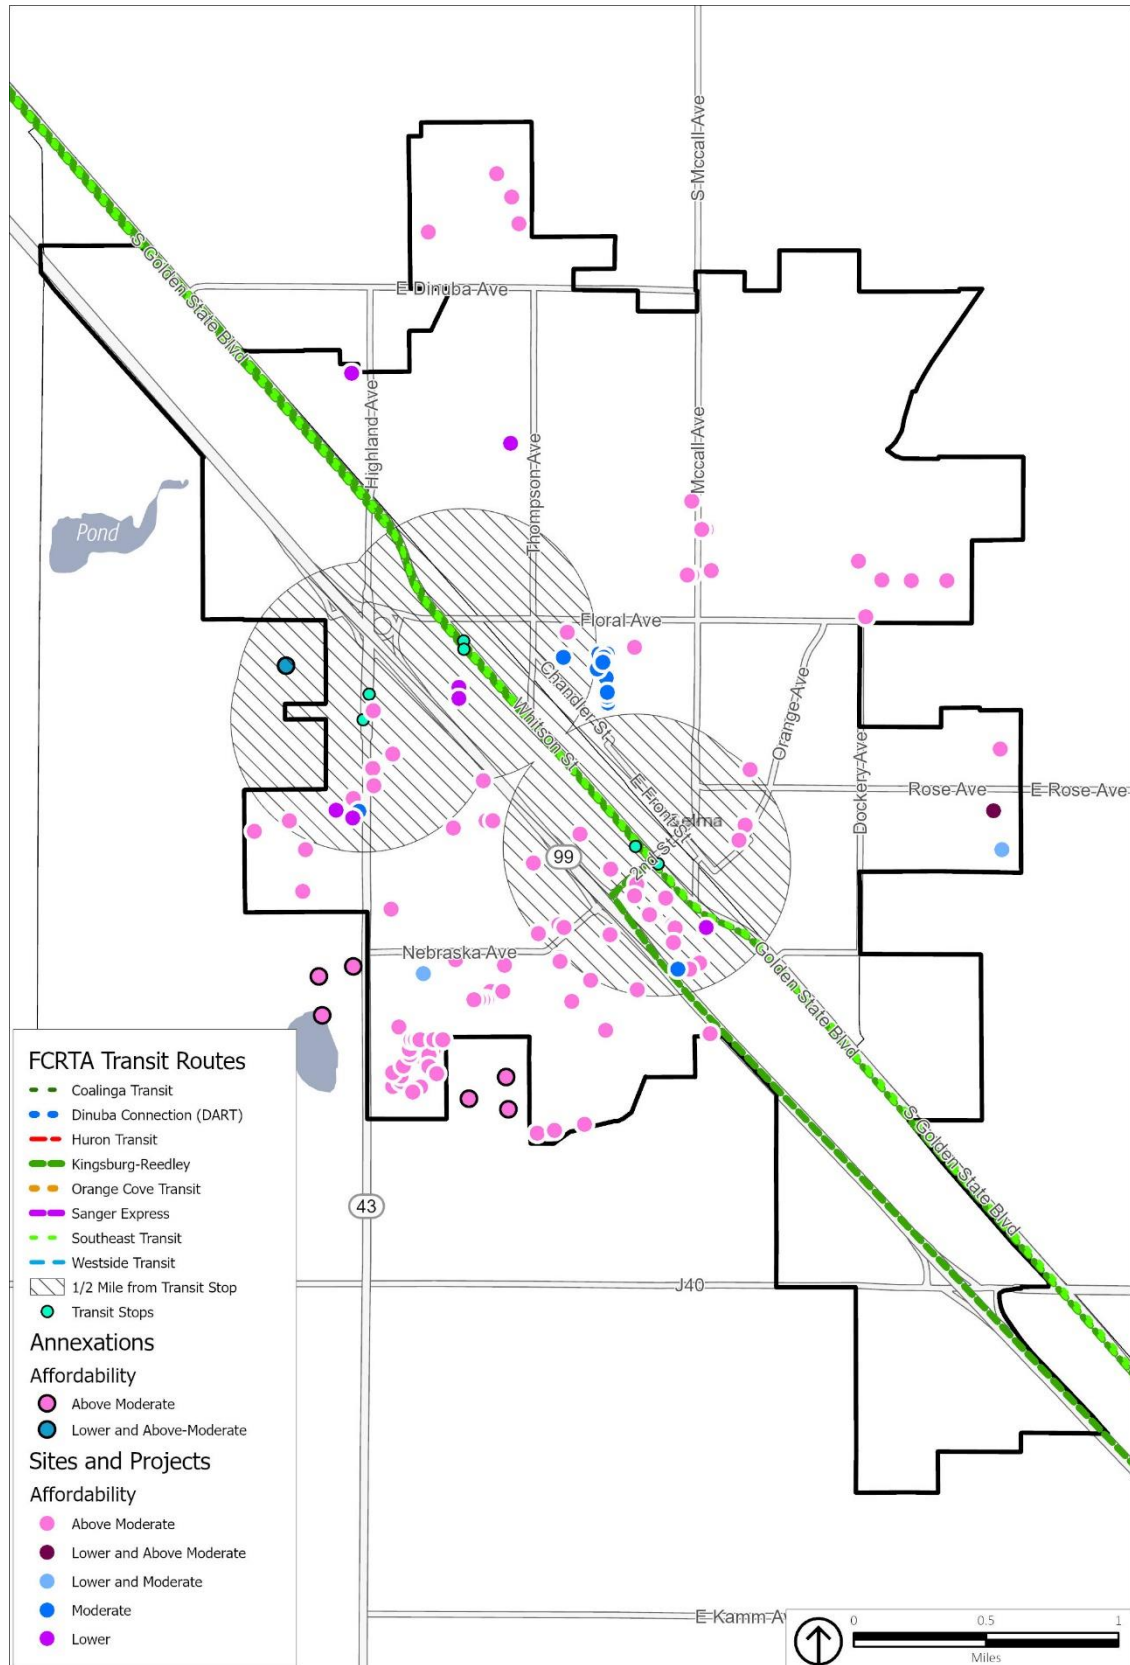 S Mccall Ave
S Golden State Blvd
E Dinuba Ave
Highland Ave
Thompson Ave
Mccall Ave
Pond
Floral Ave
Chandler St
Whitson St
Orange Ave
E Front St
Selma
2nd St
Dockery Ave
Rose Ave
E Rose Ave
99
Nebraska Ave
Golden State Blvd
S Golden State Blvd
43
J40
E Kamm Av
FCRTA Transit Routes
Coalinga Transit
Dinuba Connection (DART)
Huron Transit
Kingsburg-Reedley
Orange Cove Transit
Sanger Express
Southeast Transit
Westside Transit
1/2 Mile from Transit Stop
Transit Stops
Annexations
Affordability
Above Moderate
Lower and Above-Moderate
Sites and Projects
Affordability
Above Moderate
Lower and Above Moderate
Lower and Moderate
Moderate
Lower
0 0.5 1
Miles